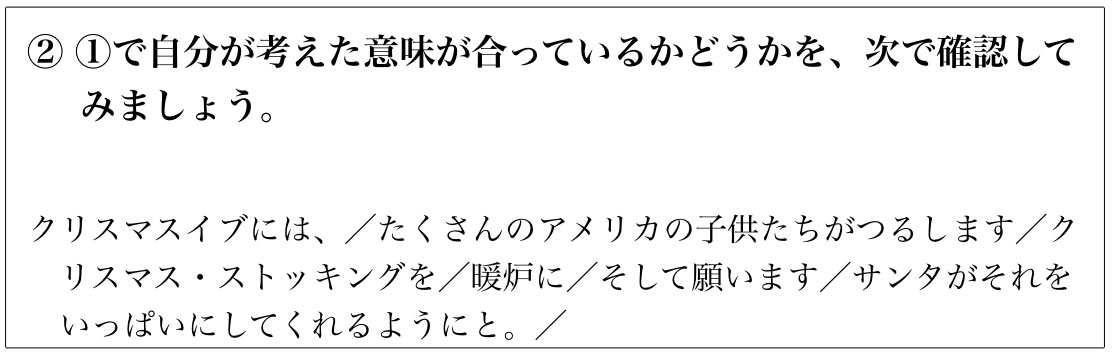 ② ①で自分が考えた意味が合っているかどうかを、次で確認して
みましょう。
クリスマスイブには、／たくさんのアメリカの子供たちがつるします／ク
リスマス・ストッキングを／暖炉に／そして願います／サンタがそれを
いっぱいにしてくれるようにと。／